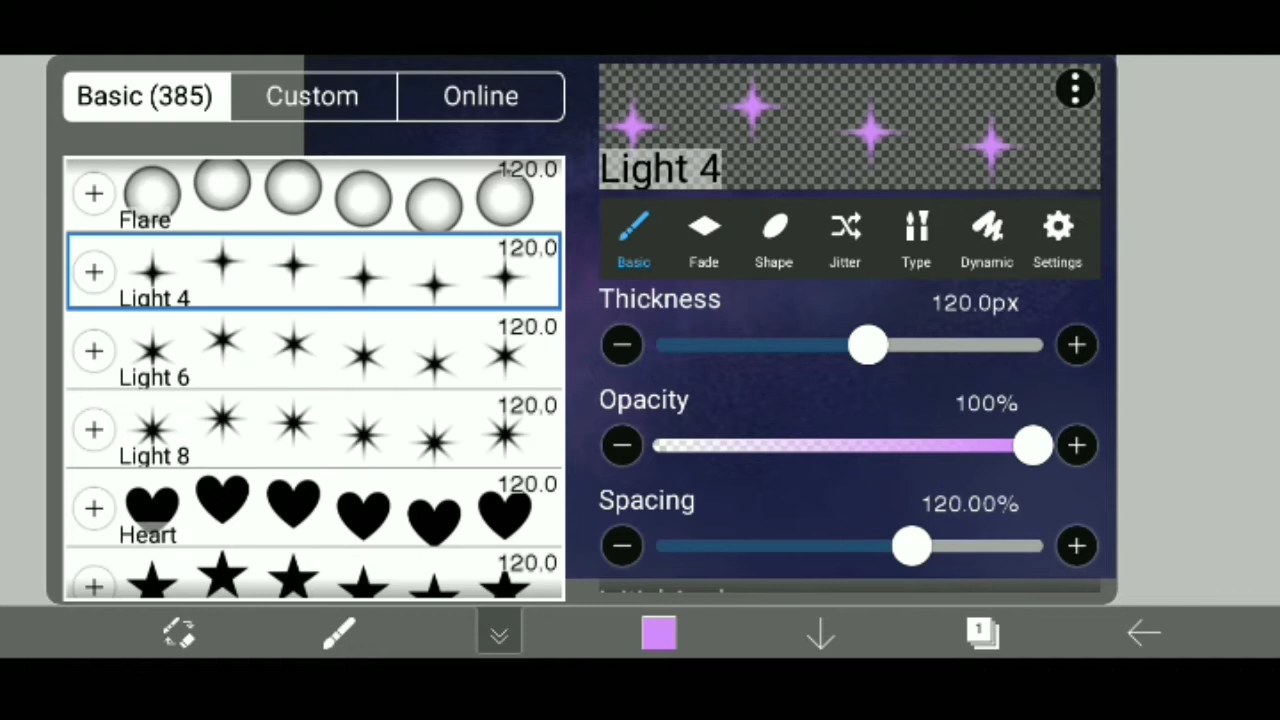 Basic (385)
Custom
Online
120.0
Flare
120.0
Light 4
120.0
Light 6
120.0
Light 8
120.0
Heart
120.0
Light 4
Basic
Fade
Shape
Jitter
Type
Dynamic
Settings
Thickness
120.0px
Opacity
100%
Spacing
120.00%
1